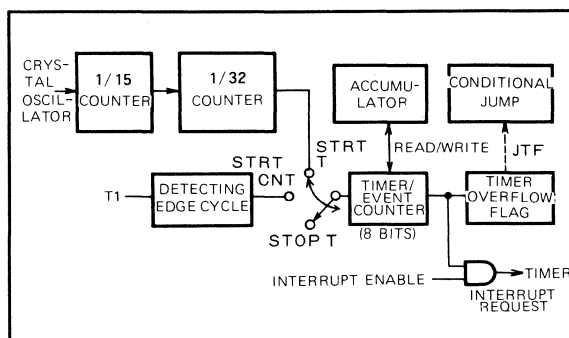 CRYS-
TAL
OSCIL-
LATOR
1/15
COUNTER
1/32
COUNTER
ACCUMU-
LATOR
CONDITIONAL
JUMP
STRT
T
READ/WRITE
JTF
STRT
CNT
T1
DETECTING
EDGE CYCLE
STOP T
TIMER/
EVENT
COUNTER
(8 BITS)
TIMER
OVERFLOW
FLAG
INTERRUPT ENABLE
TIMER
INTERRUPT
REQUEST